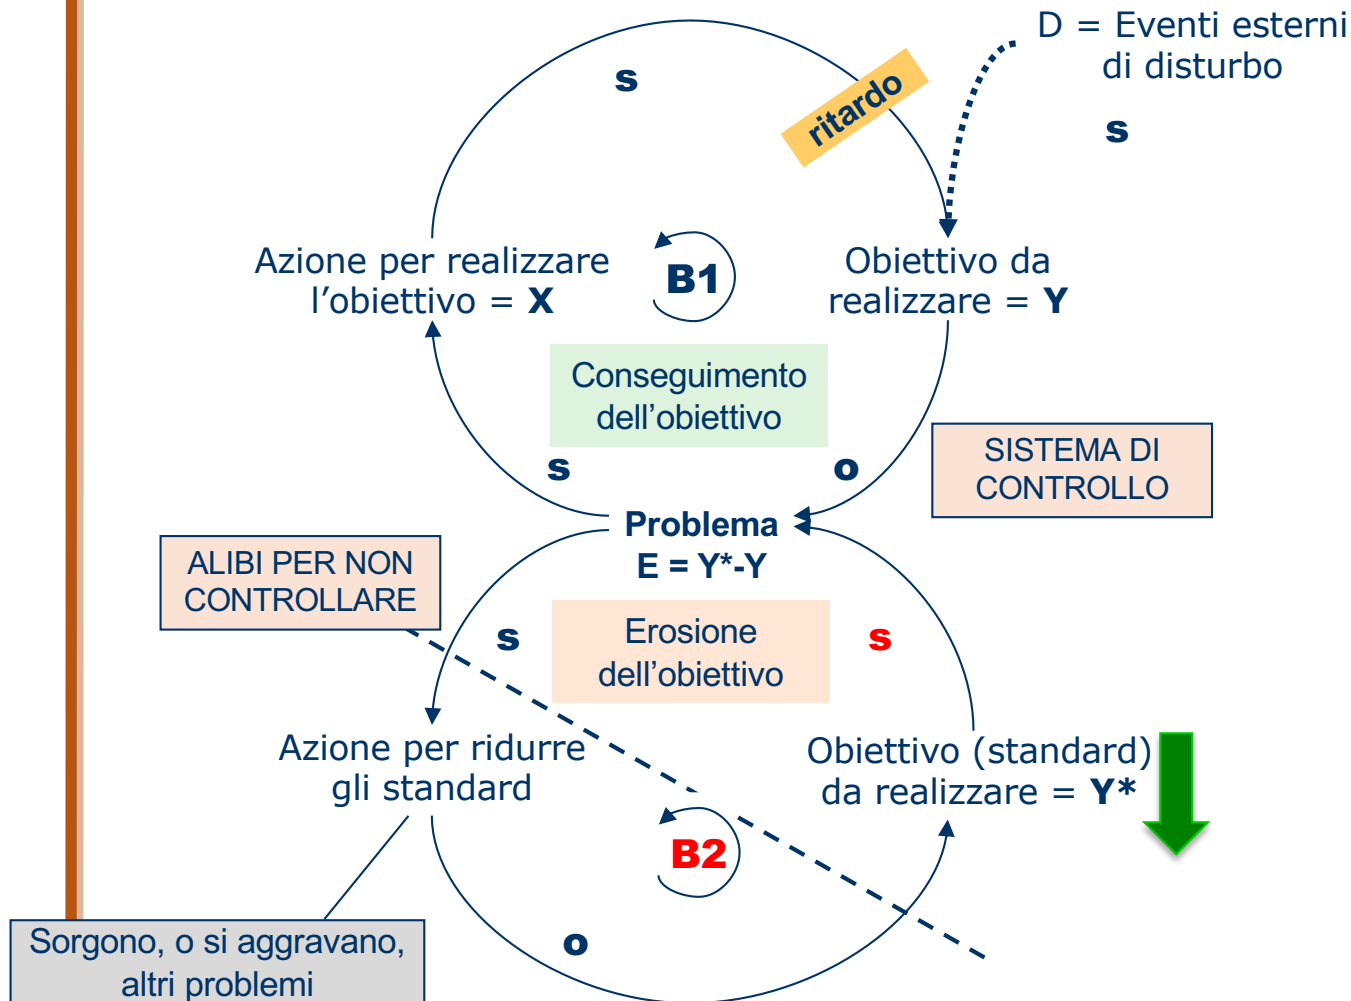 D = Eventi esterni
di disturbo
s
s
ritardo
Azione per realizzare
l’obiettivo = X
B1
Obiettivo da
realizzare = Y
Conseguimento
dell’obiettivo
s
o
SISTEMA DI
CONTROLLO
Problema
E = Y*-Y
ALIBI PER NON
CONTROLLARE
s
Erosione
dell’obiettivo
s
Azione per ridurre
gli standard
Obiettivo (standard)
da realizzare = Y*
B2
o
Sorgono, o si aggravano,
altri problemi